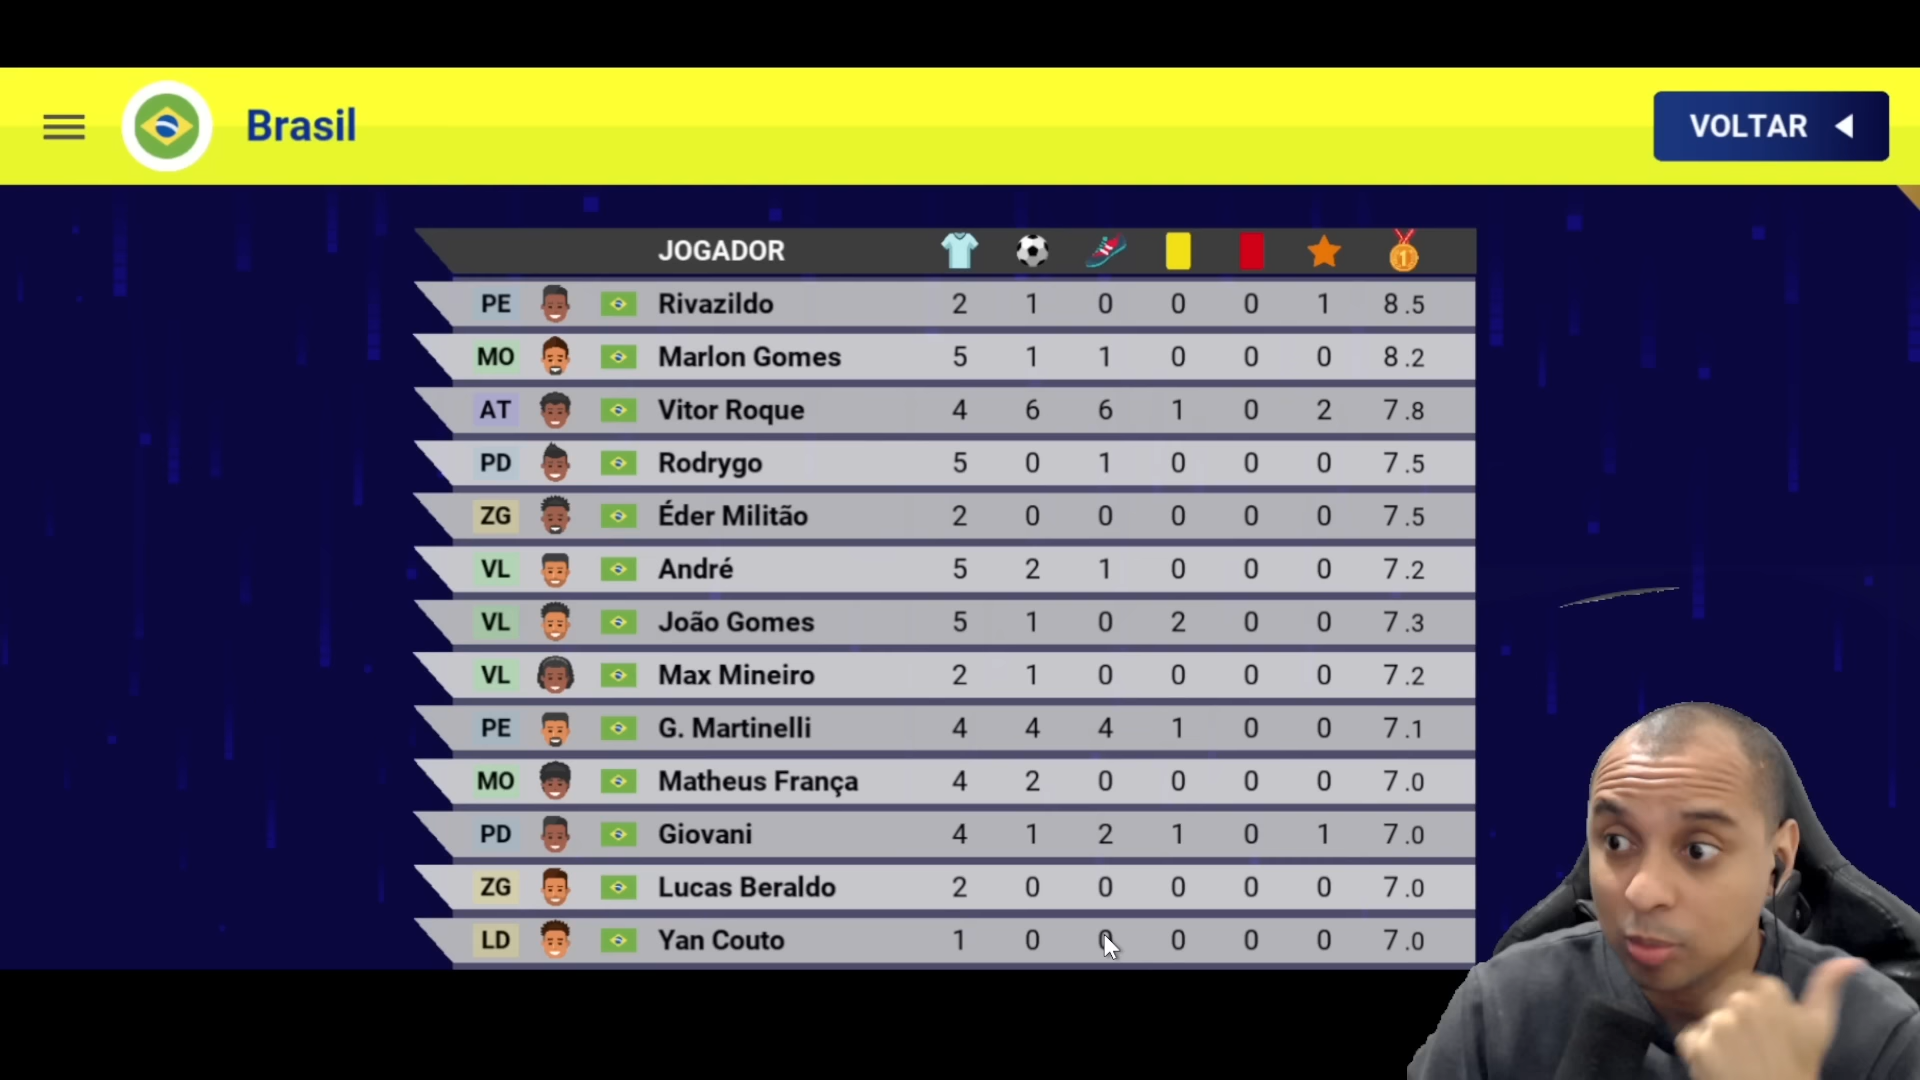 Brasil
VOLTAR
JOGADOR
PE Rivazildo 2 1 0 0 0 1 8.5
MO Marlon Gomes 5 1 1 0 0 0 8.2
AT Vitor Roque 4 6 6 1 0 2 7.8
PD Rodrygo 5 0 1 0 0 0 7.5
ZG Éder Militão 2 0 0 0 0 0 7.5
VL André 5 2 1 0 0 0 7.2
VL João Gomes 5 1 0 2 0 0 7.3
VL Max Mineiro 2 1 0 0 0 0 7.2
PE G. Martinelli 4 4 4 1 0 0 7.1
MO Matheus França 4 2 0 0 0 0 7.0
PD Giovani 4 1 2 1 0 1 7.0
ZG Lucas Beraldo 2 0 0 0 0 0 7.0
LD Yan Couto 1 0 0 0 0 0 7.0